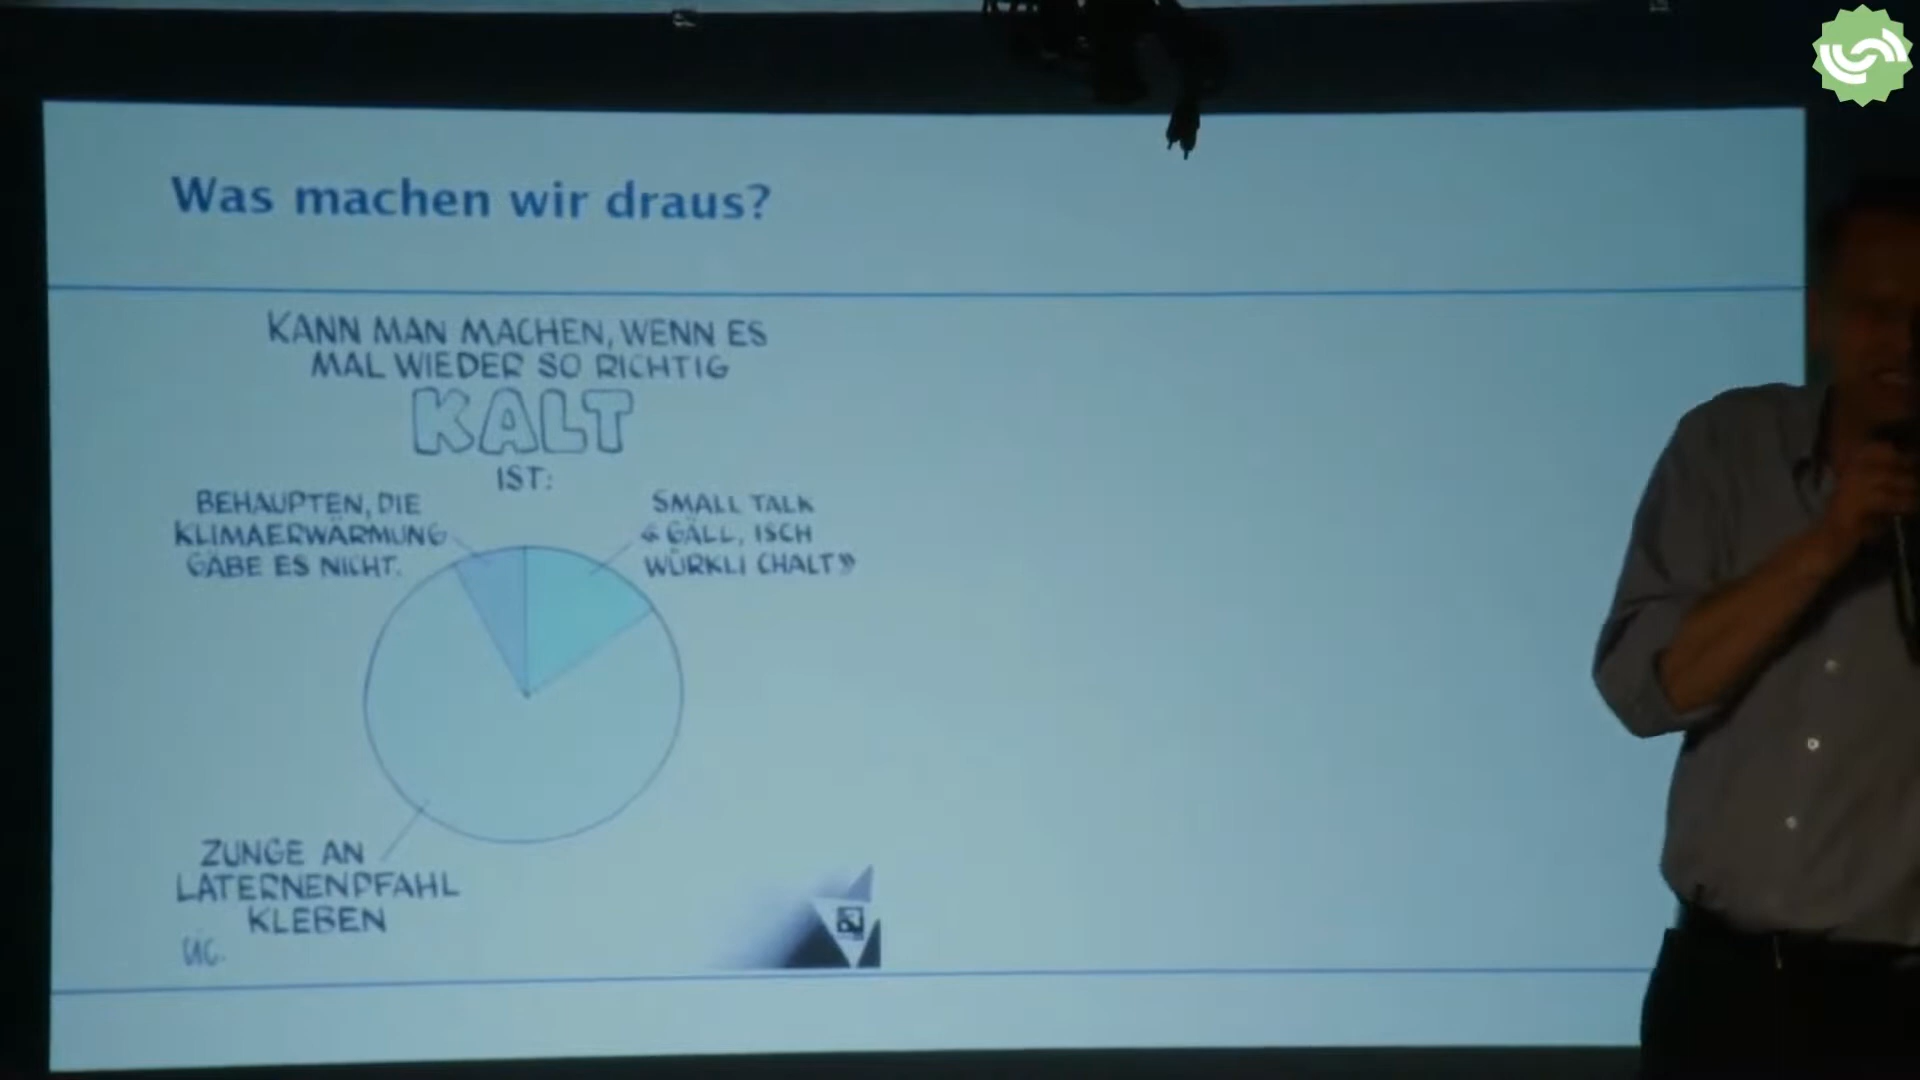 Was machen wir draus?
KANN MAN MACHEN, WENN ES
MAL WIEDER SO RICHTIG
KALT
IST:
BEHAUPTEN, DIE
KLIMAERWÄRMUNG
GÄBE ES NICHT.
SMALL TALK
«GÄLL, ISCH
WÜRKLI CHALT»
ZUNGE AN
LATERNENPFAHL
KLEBEN